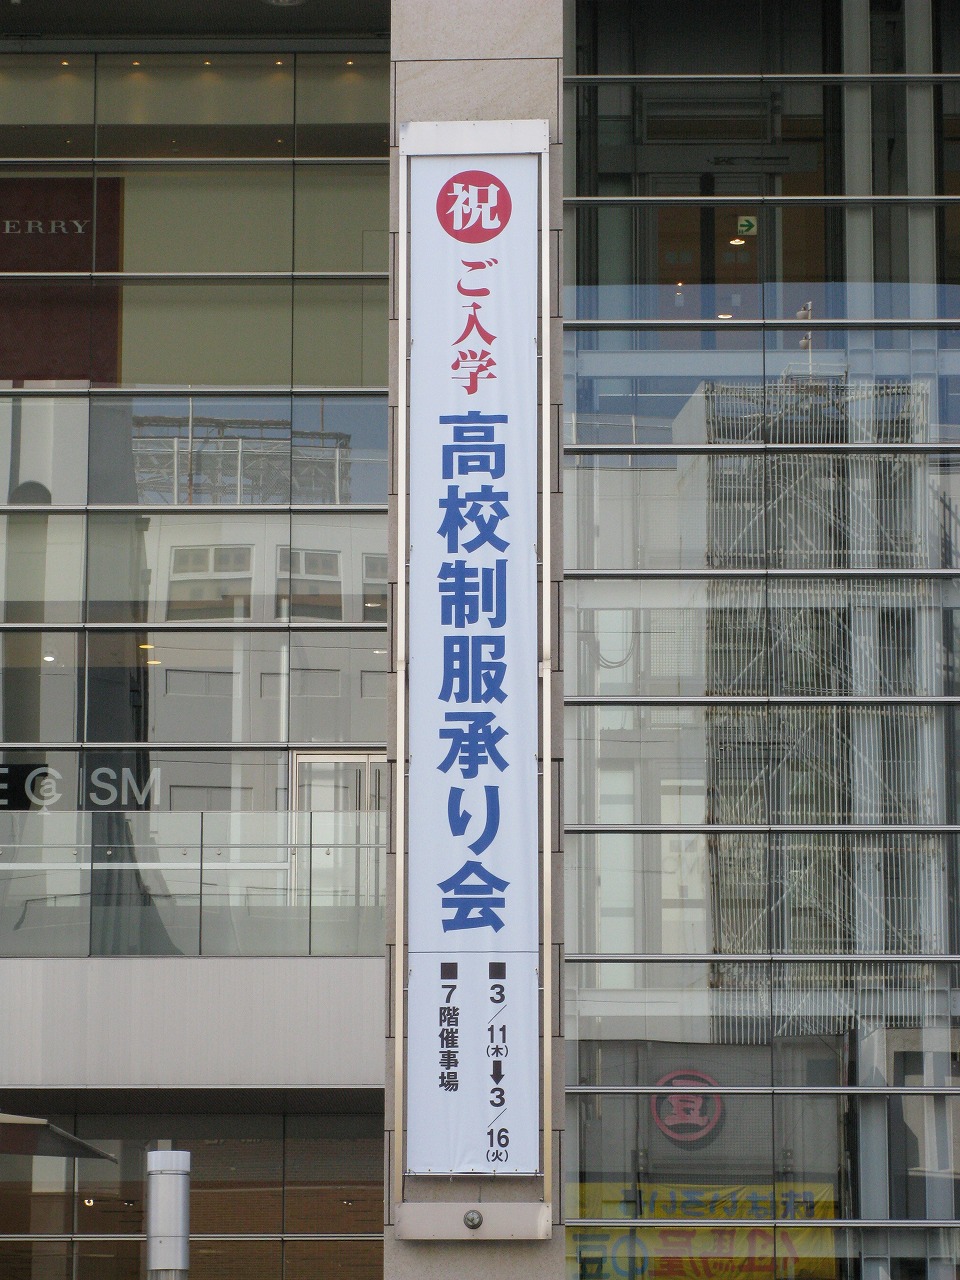 祝
ご入学
高校制服承り会
■3/11(木)➡3/16(火)
■7階催事場
ERRY
ISM